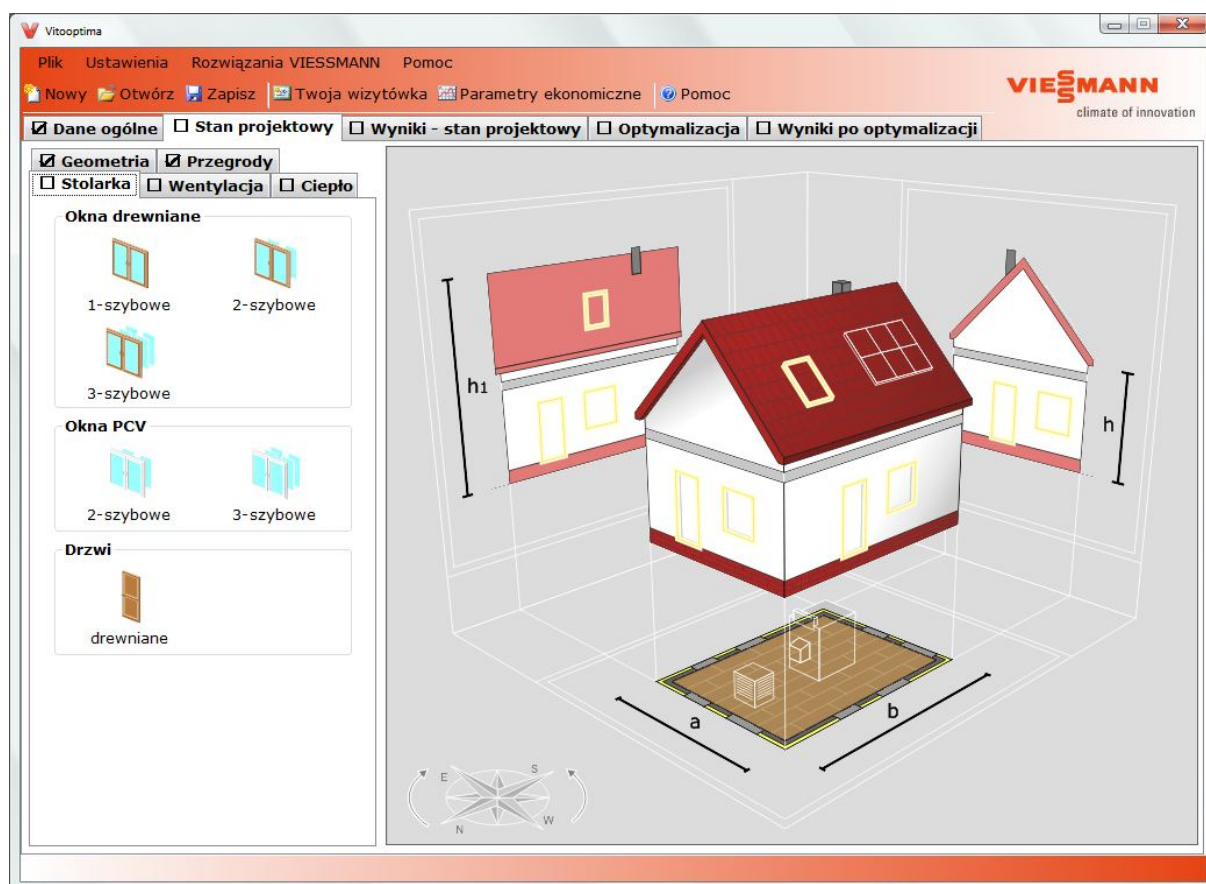 Vitooptima
Plik Ustawienia Rozwiązania VIESSMANN Pomoc
Nowy Otwórz Zapisz Twoja wizytówka Parametry ekonomiczne Pomoc
VIESSMANN
climate of innovation
Dane ogólne Stan projektowy Wyniki - stan projektowy Optymalizacja Wyniki po optymalizacji
Geometria Przegrody
Stolarka Wentylacja Ciepło
Okna drewniane
1-szybowe 2-szybowe
3-szybowe
Okna PCV
2-szybowe 3-szybowe
Drzwi
drewniane
h1
h
a
b
E
S
N
W